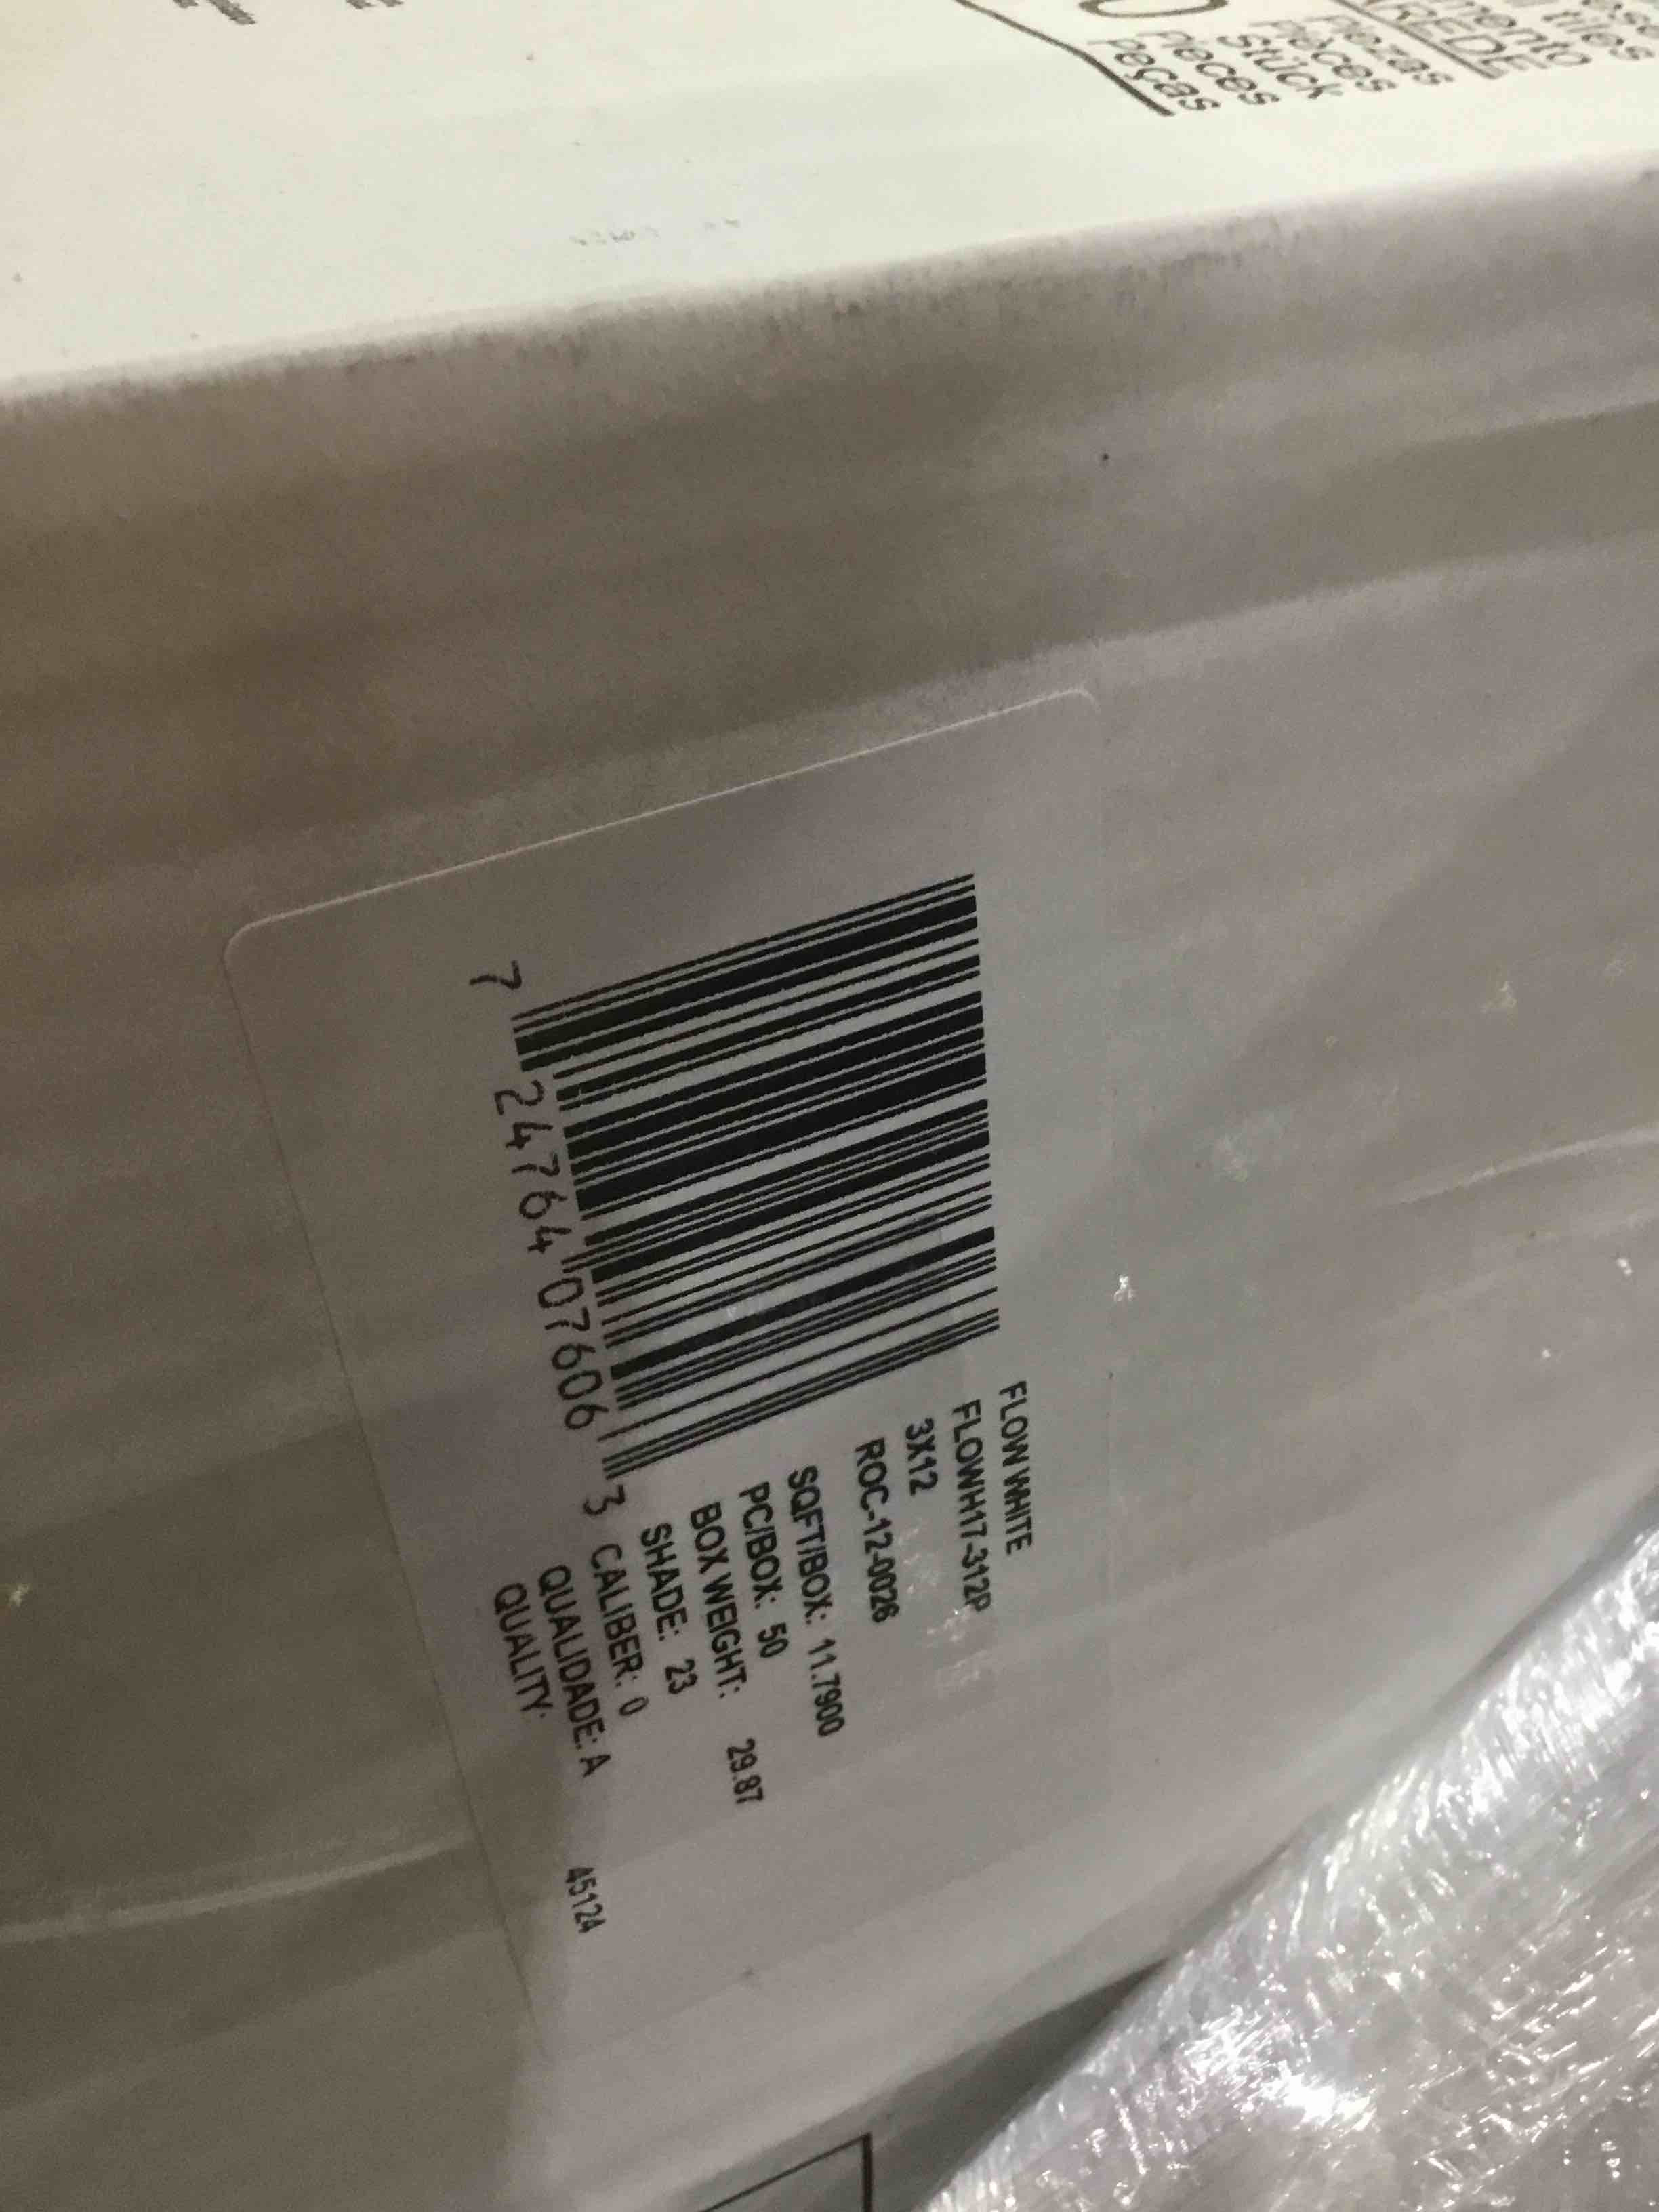 Peças
Pieces
Stück
Pièces
Piezas
7 24764 07606 3
FLOW WHITE
FLOWH17-312P
3X12
ROC-12-0026
SQFT/BOX: 11.7900
PC/BOX: 50
BOX WEIGHT: 29.87
SHADE: 23
CALIBER: 0
QUALIDADE: A 45124
QUALITY: